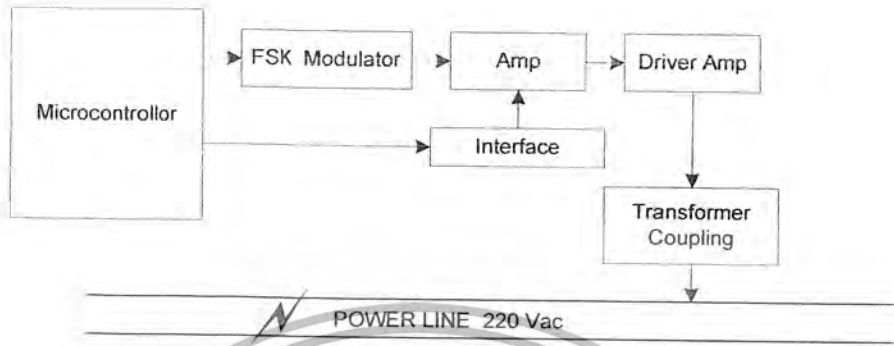 FSK Modulator
Amp
Driver Amp
Microcontrollor
Interface
Transformer
Coupling
POWER LINE 220 Vac